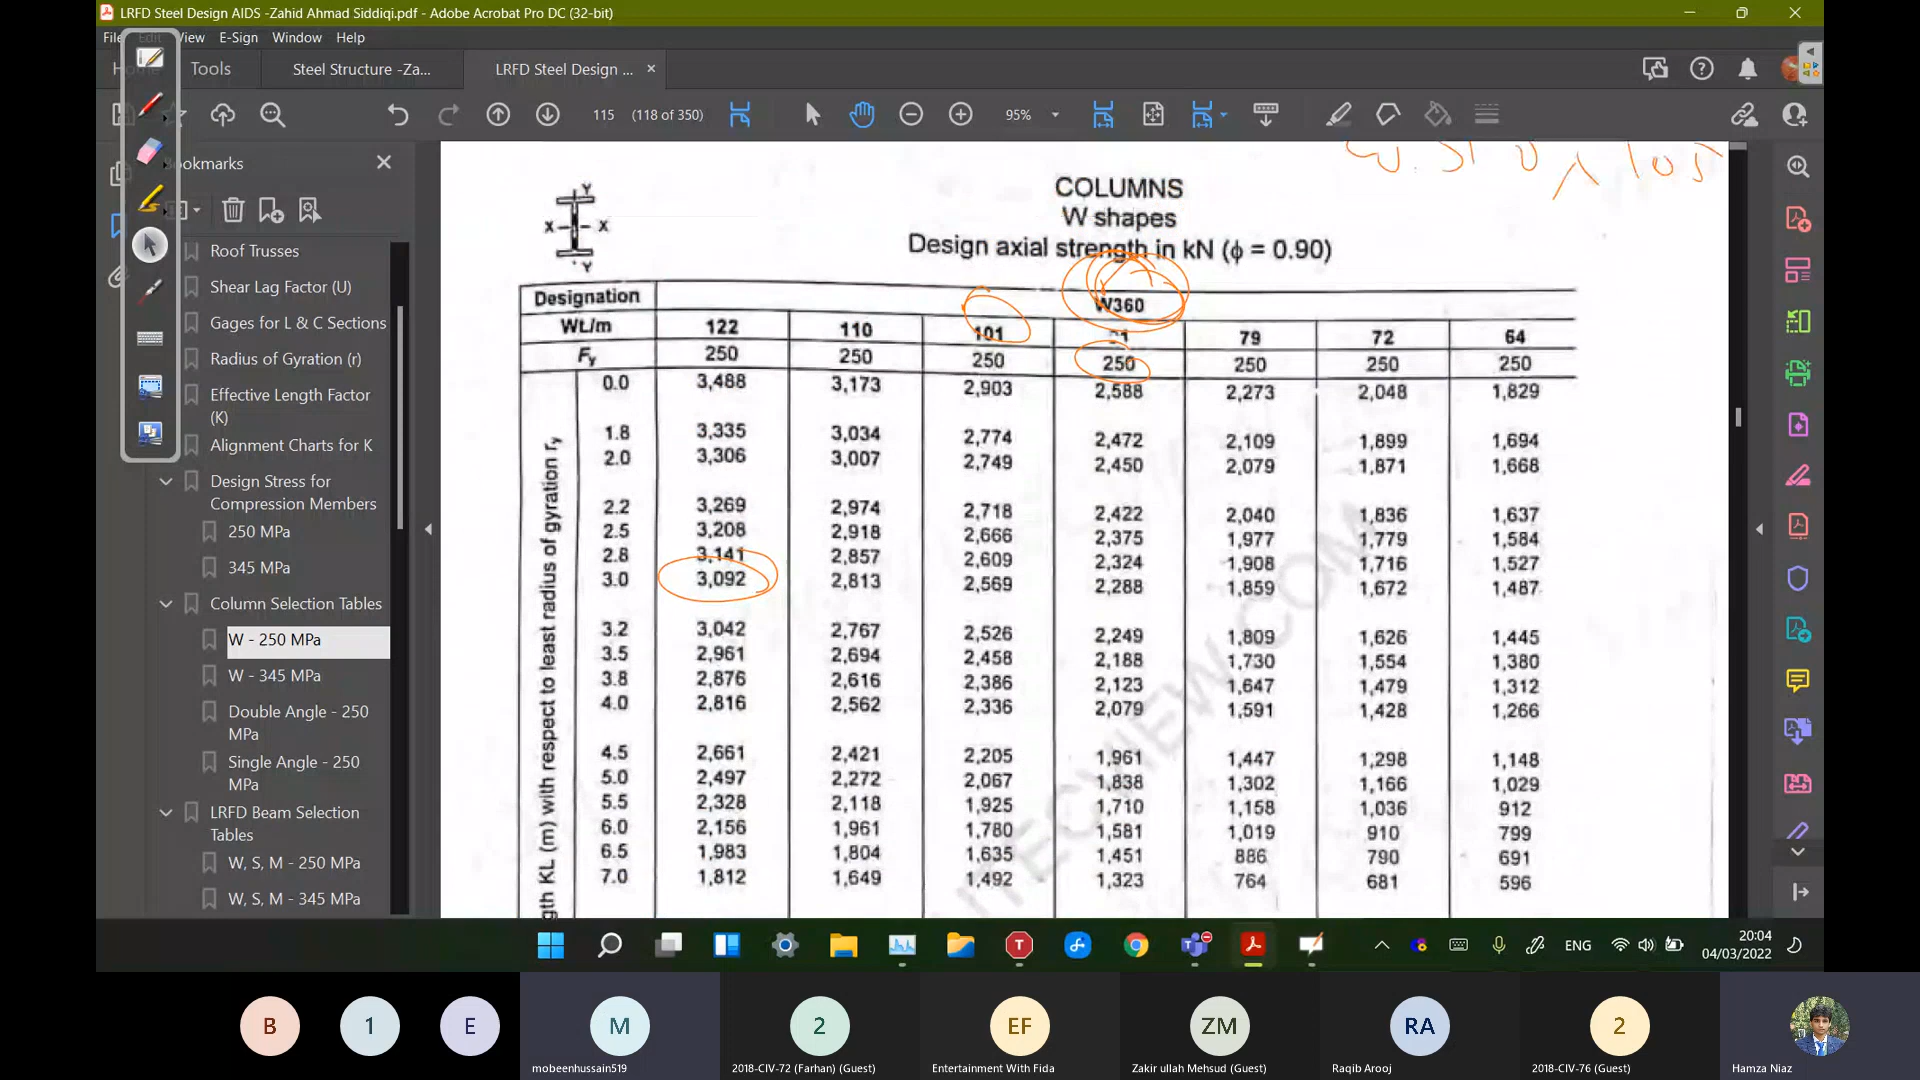 LRFD Steel Design AIDS -Zahid Ahmad Siddiqi.pdf - Adobe Acrobat Pro DC (32-bit)
File Edit View E-Sign Window Help
Home Tools Steel Structure -Za... LRFD Steel Design ...
115 (118 of 350) 95%
Bookmarks
Roof Trusses
Shear Lag Factor (U)
Gages for L & C Sections
Radius of Gyration (r)
Effective Length Factor
(K)
Alignment Charts for K
Design Stress for
Compression Members
250 MPa
345 MPa
Column Selection Tables
W - 250 MPa
W - 345 MPa
Double Angle - 250
MPa
Single Angle - 250
MPa
LRFD Beam Selection
Tables
W, S, M - 250 MPa
W, S, M - 345 MPa
Y
X X
Y
COLUMNS
W shapes
Design axial strength in kN (ϕ = 0.90)
Designation W360
Wt./m 122 110 101 91 79 72 64
Fy 250 250 250 250 250 250 250
0.0 3,488 3,173 2,903 2,588 2,273 2,048 1,829
1.8 3,335 3,034 2,774 2,472 2,109 1,899 1,694
2.0 3,306 3,007 2,749 2,450 2,079 1,871 1,668
2.2 3,269 2,974 2,718 2,422 2,040 1,836 1,637
2.5 3,208 2,918 2,666 2,375 1,977 1,779 1,584
2.8 3,141 2,857 2,609 2,324 1,908 1,716 1,527
3.0 3,092 2,813 2,569 2,288 1,859 1,672 1,487
3.2 3,042 2,767 2,526 2,249 1,809 1,626 1,445
3.5 2,961 2,694 2,458 2,188 1,730 1,554 1,380
3.8 2,876 2,616 2,386 2,123 1,647 1,479 1,312
4.0 2,816 2,562 2,336 2,079 1,591 1,428 1,266
4.5 2,661 2,421 2,205 1,961 1,447 1,298 1,148
5.0 2,497 2,272 2,067 1,838 1,302 1,166 1,029
5.5 2,328 2,118 1,925 1,710 1,158 1,036 912
6.0 2,156 1,961 1,780 1,581 1,019 910 799
6.5 1,983 1,804 1,635 1,451 886 790 691
7.0 1,812 1,649 1,492 1,323 764 681 596
KL (m) with respect to least radius of gyration ry
ITECVIEW.COM
ENG
20:04
04/03/2022
B 1 E M 2 EF ZM RA 2
mobeenhussain519 2018-CIV-72 (Farhan) (Guest) Entertainment With Fida Zakir ullah Mehsud (Guest) Raqib Arooj 2018-CIV-76 (Guest) Hamza Niaz